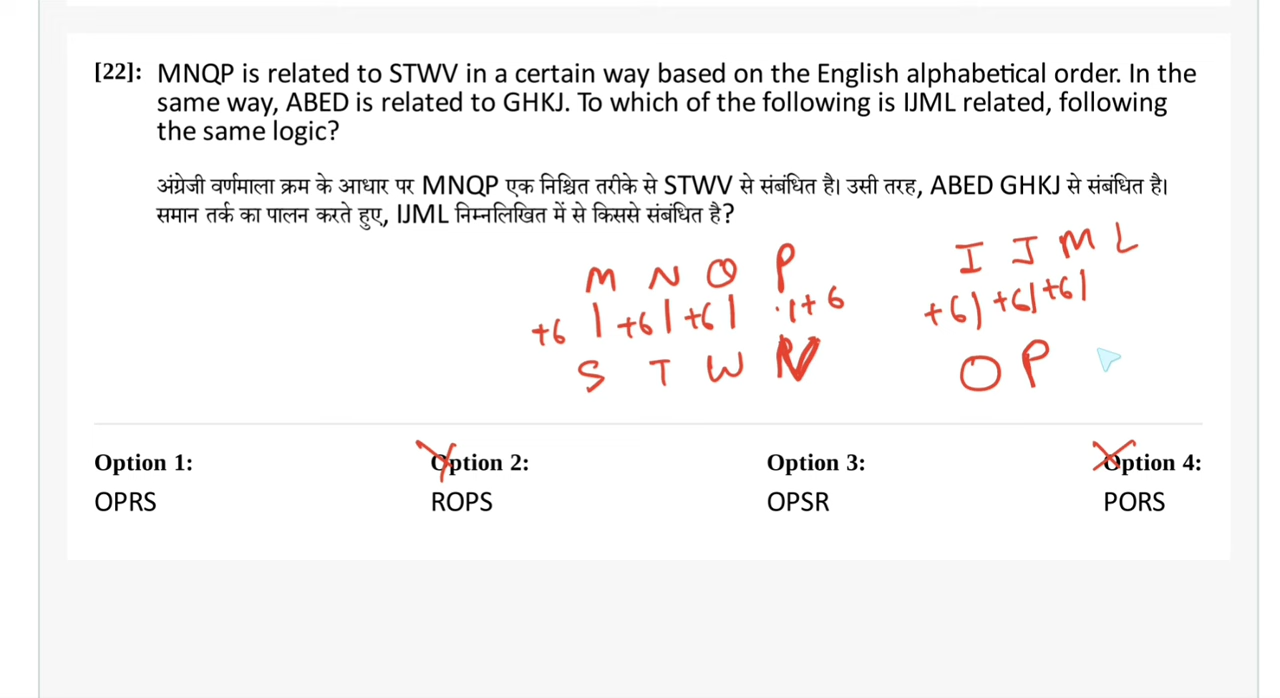 [22]: MNQP is related to STWV in a certain way based on the English alphabetical order. In the
same way, ABED is related to GHKJ. To which of the following is IJML related, following
the same logic?
अंग्रेजी वर्णमाला क्रम के आधार पर MNQP एक निश्चित तरीके से STWV से संबंधित है। उसी तरह, ABED GHKJ से संबंधित है।
समान तर्क का पालन करते हुए, IJML निम्नलिखित में से किससे संबंधित है?
M N Q P I J M L
+6 | +6 | +6 | | + 6 +6 | +6 | +6 |
S T W V O P
Option 1: Option 2: Option 3: Option 4:
OPRS ROPS OPSR PORS